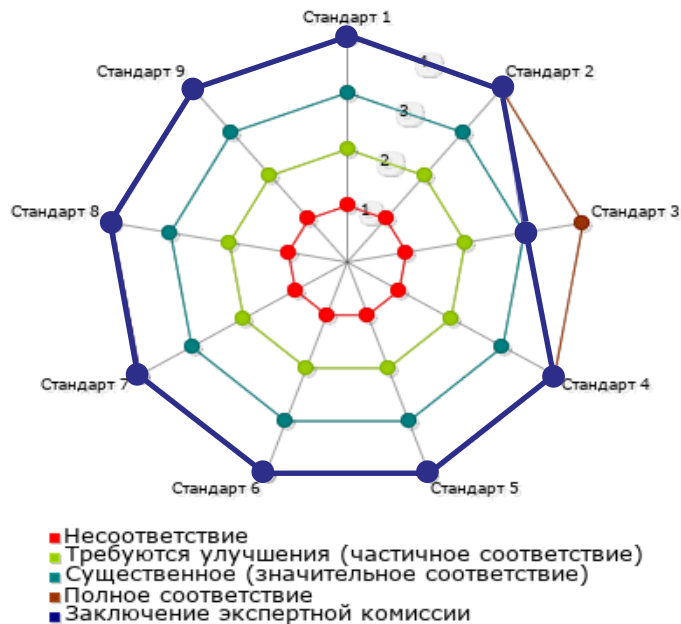 Стандарт 1
Стандарт 9
Стандарт 2
4
3
2
Стандарт 8
1
Стандарт 3
Стандарт 7
Стандарт 4
Стандарт 6
Стандарт 5
Несоответствие
Требуются улучшения (частичное соответствие)
Существенное (значительное соответствие)
Полное соответствие
Заключение экспертной комиссии